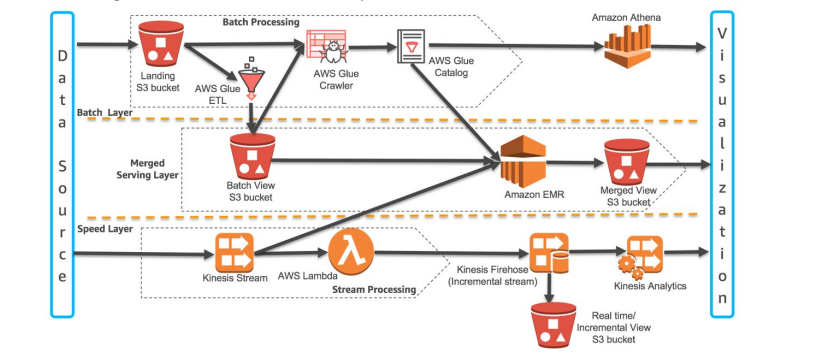 Batch Processing
Amazon Athena
Data Source
Visualization
Landing
S3 bucket
AWS Glue
ETL
AWS Glue
Crawler
AWS Glue
Catalog
Batch Layer
Merged
Serving Layer
Batch View
S3 bucket
Amazon EMR
Merged View
S3 bucket
Speed Layer
Kinesis Stream
AWS Lambda
Stream Processing
Kinesis Firehose
(Incremental stream)
Kinesis Analytics
Real time/
Incremental View
S3 bucket